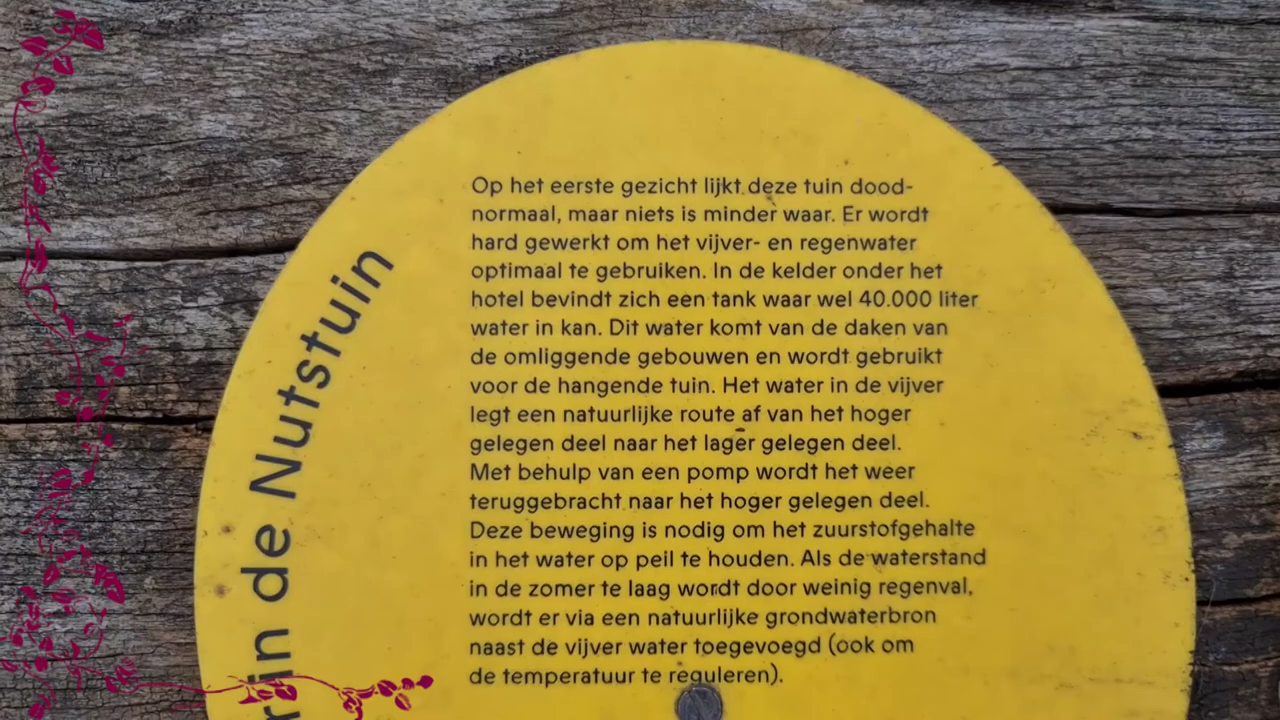 in de Nutstuin
Op het eerste gezicht lijkt deze tuin dood-
normaal, maar niets is minder waar. Er wordt
hard gewerkt om het vijver- en regenwater
optimaal te gebruiken. In de kelder onder het
hotel bevindt zich een tank waar wel 40.000 liter
water in kan. Dit water komt van de daken van
de omliggende gebouwen en wordt gebruikt
voor de hangende tuin. Het water in de vijver
legt een natuurlijke route af van het hoger
gelegen deel naar het lager gelegen deel.
Met behulp van een pomp wordt het weer
teruggebracht naar het hoger gelegen deel.
Deze beweging is nodig om het zuurstofgehalte
in het water op peil te houden. Als de waterstand
in de zomer te laag wordt door weinig regenval,
wordt er via een natuurlijke grondwaterbron
naast de vijver water toegevoegd (ook om
de temperatuur te reguleren).